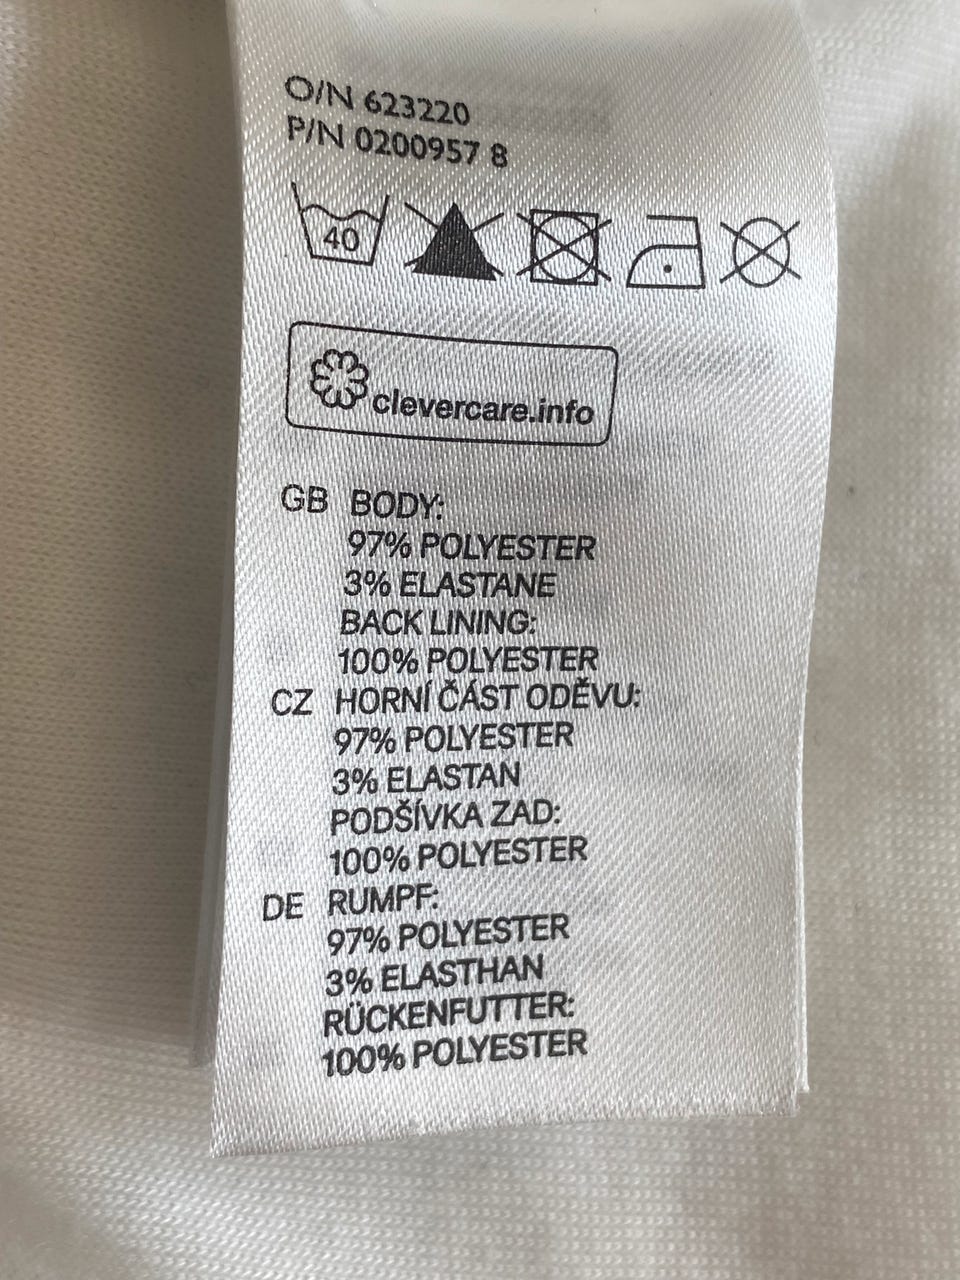 O/N 623220
P/N 0200957 8
40
clevercare.info
GB BODY:
97% POLYESTER
3% ELASTANE
BACK LINING:
100% POLYESTER
CZ HORNÍ ČÁST ODĚVU:
97% POLYESTER
3% ELASTAN
PODŠÍVKA ZAD:
100% POLYESTER
DE RUMPF:
97% POLYESTER
3% ELASTHAN
RÜCKENFUTTER:
100% POLYESTER